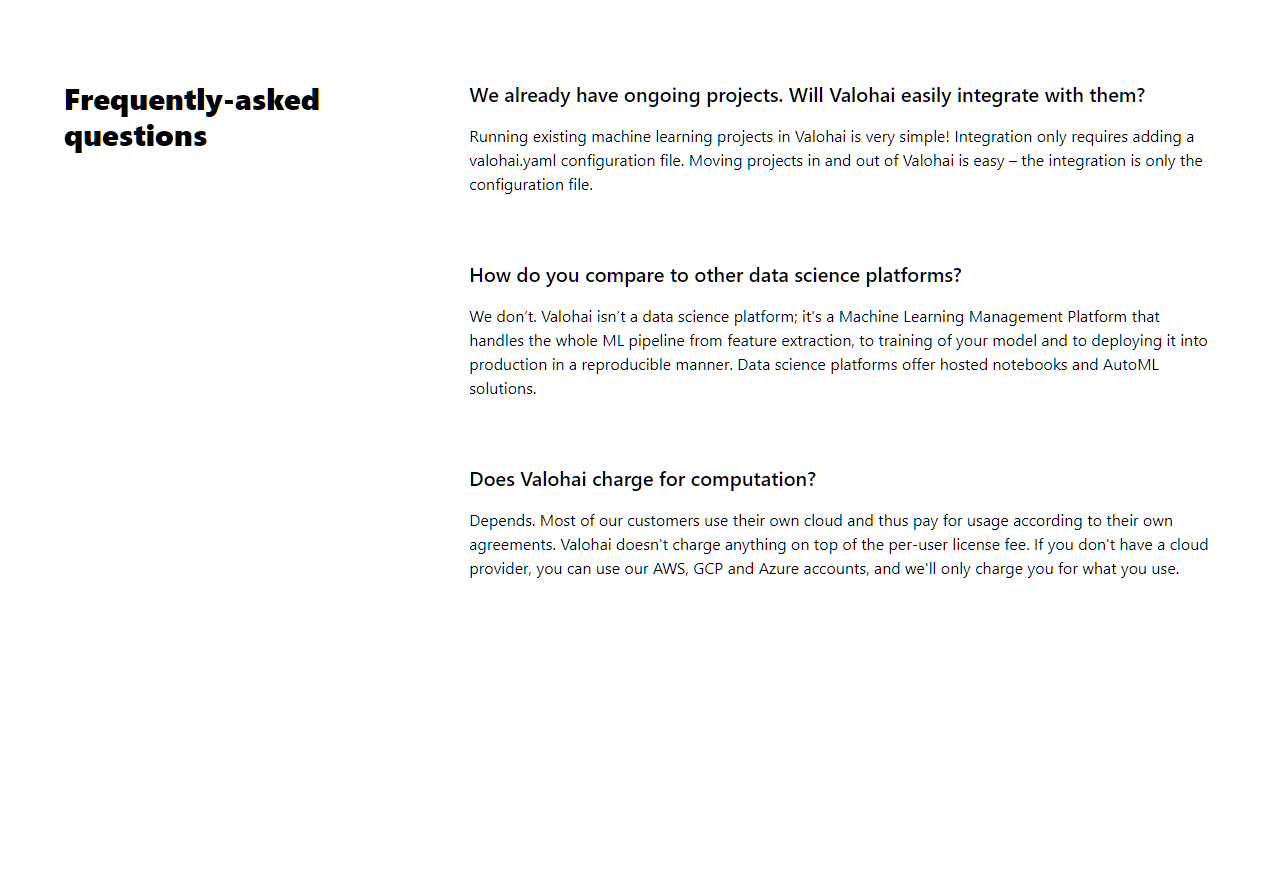 Frequently-asked
questions
We already have ongoing projects. Will Valohai easily integrate with them?
Running existing machine learning projects in Valohai is very simple! Integration only requires adding a
valohai.yaml configuration file. Moving projects in and out of Valohai is easy – the integration is only the
configuration file.
How do you compare to other data science platforms?
We don’t. Valohai isn’t a data science platform; it's a Machine Learning Management Platform that
handles the whole ML pipeline from feature extraction, to training of your model and to deploying it into
production in a reproducible manner. Data science platforms offer hosted notebooks and AutoML
solutions.
Does Valohai charge for computation?
Depends. Most of our customers use their own cloud and thus pay for usage according to their own
agreements. Valohai doesn't charge anything on top of the per-user license fee. If you don't have a cloud
provider, you can use our AWS, GCP and Azure accounts, and we'll only charge you for what you use.